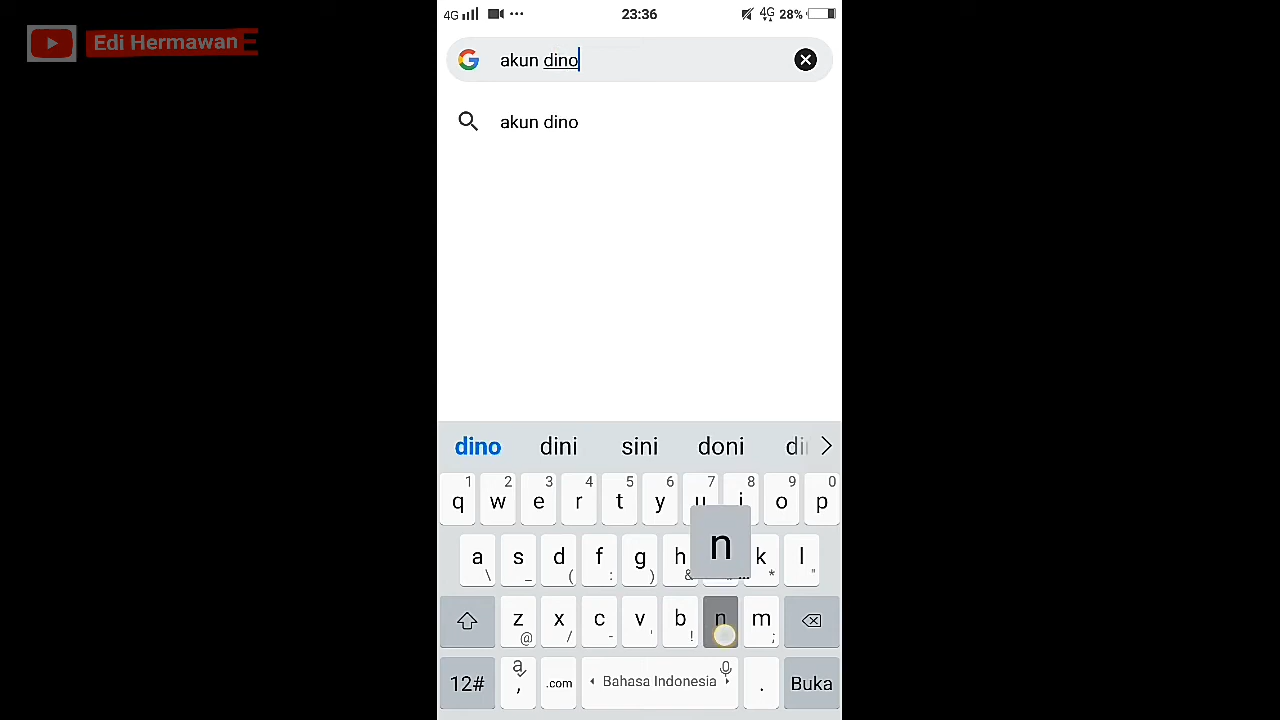 Edi Hermawan
4G 23:36 4G 28%
akun dino
akun dino
dino dini sini doni
1 2 3 4 5 6 7 8 9 0
q w e r t y u i o p
a s d f g h k l
\ _ ( : ) & * "
n
z x c v b n m
@ / - ' ! ;
12# , .com Bahasa Indonesia . Buka